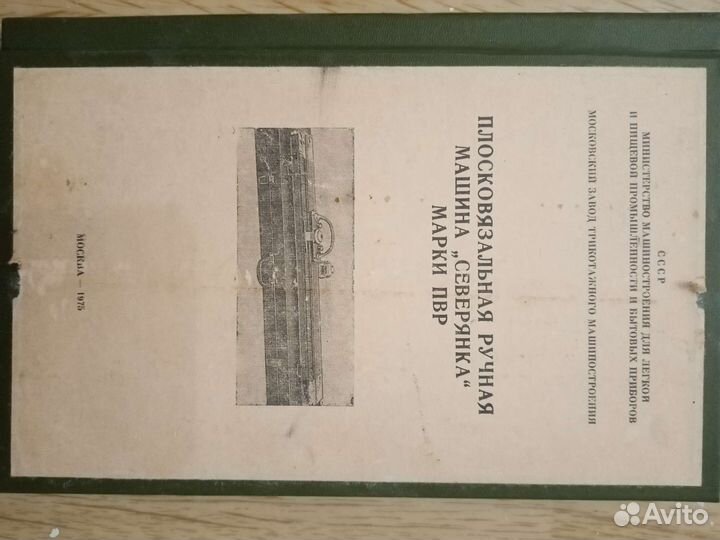 СССР
МИНИСТЕРСТВО МАШИНОСТРОЕНИЯ ДЛЯ ЛЕГКОЙ
И ПИЩЕВОЙ ПРОМЫШЛЕННОСТИ И БЫТОВЫХ ПРИБОРОВ
МОСКОВСКИЙ ЗАВОД ТРИКОТАЖНОГО МАШИНОСТРОЕНИЯ
ПЛОСКОВЯЗАЛЬНАЯ РУЧНАЯ
МАШИНА „СЕВЕРЯНКА“
МАРКИ ПВР
МОСКВА — 1975
Avito